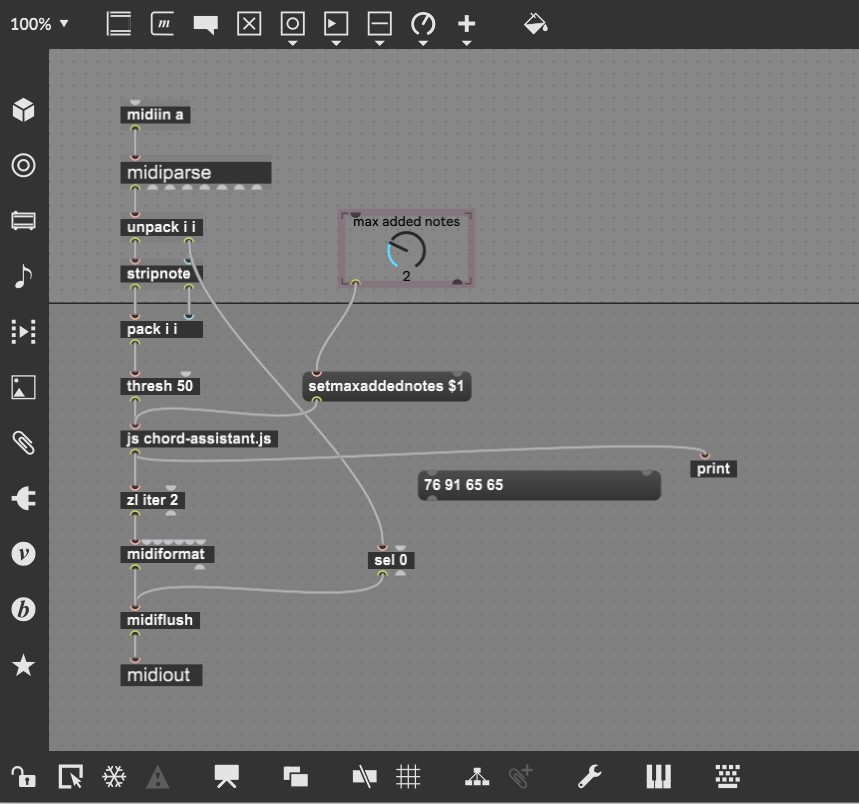 100% ▼
m
midiin a
midiparse
unpack i i
max added notes
2
stripnote
pack i i
thresh 50
setmaxaddednotes $1
js chord-assistant.js
print
76 91 65 65
zl iter 2
midiformat
sel 0
midiflush
midiout
v
b